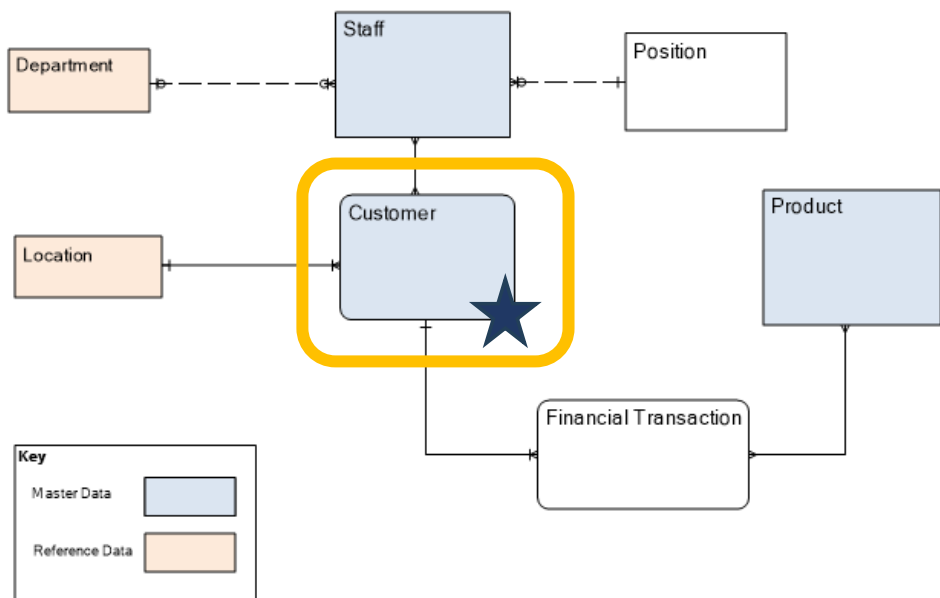 Staff
Department
Position
Customer
Product
Location
Financial Transaction
Key
Master Data
Reference Data